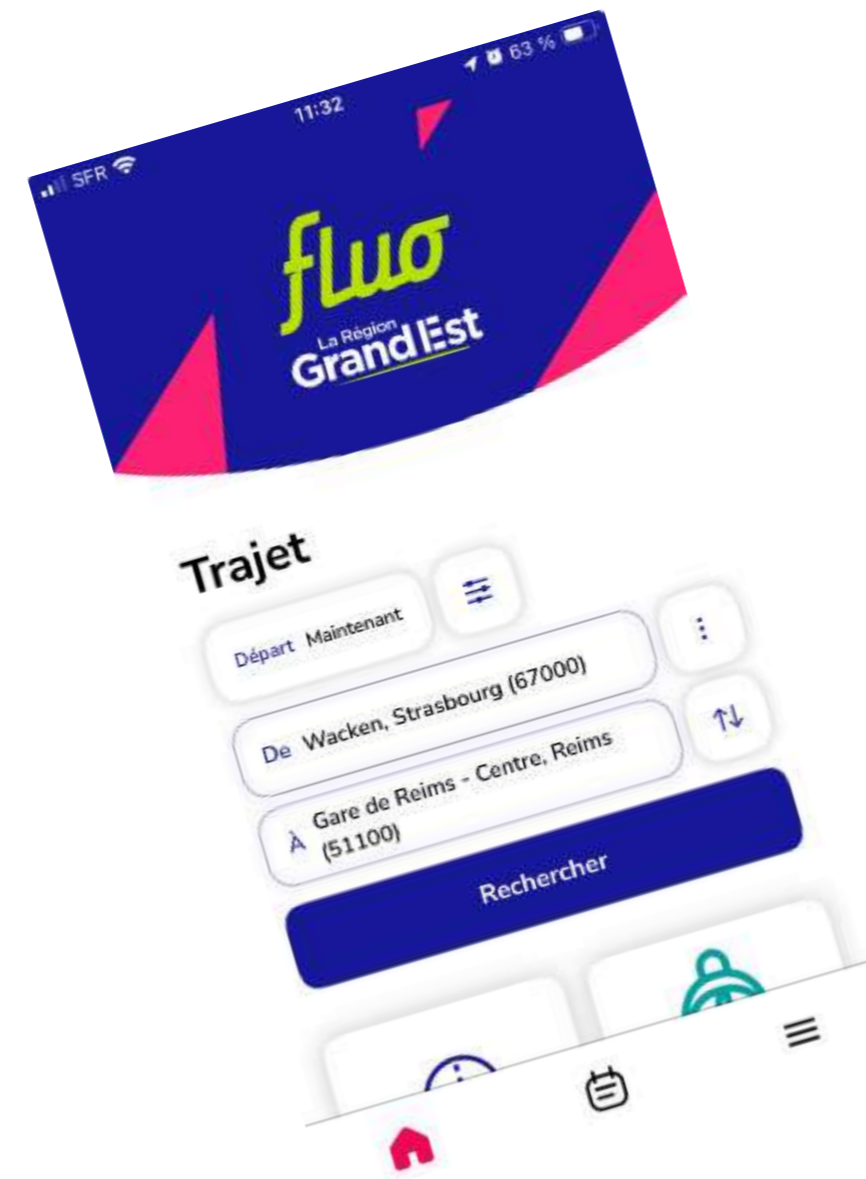 SFR
11:32
63 %
fluo
La Région
Grand Est
Trajet
Départ Maintenant
De Wacken, Strasbourg (67000)
À Gare de Reims - Centre, Reims
(51100)
Rechercher